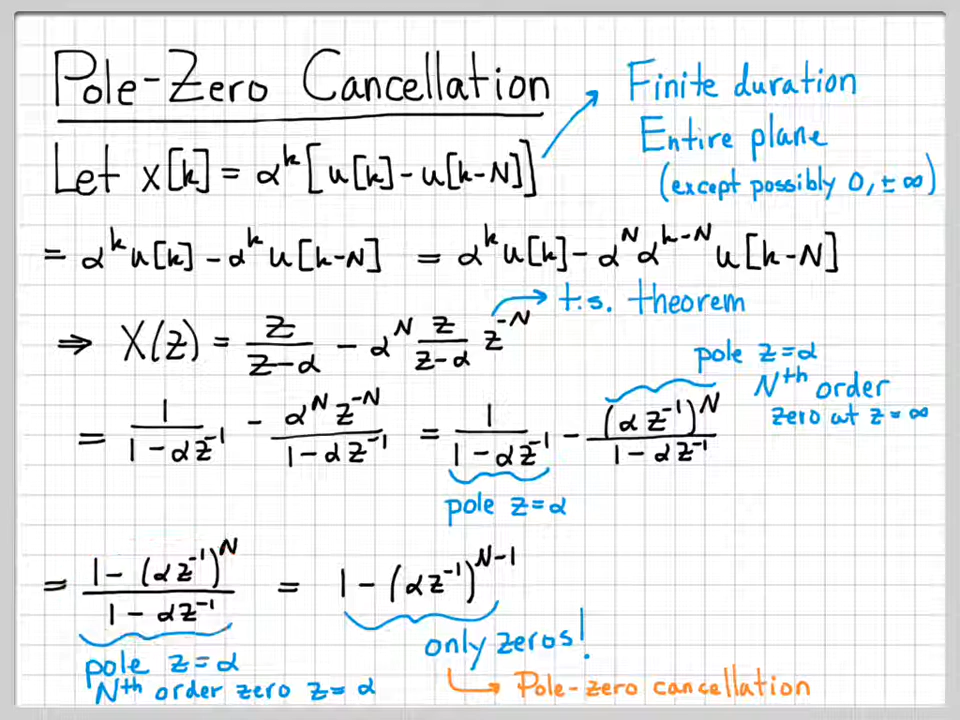 Pole-Zero Cancellation
Finite duration
Entire plane
(except possibly 0, ± ∞)
Let x[k] = α^k [u[k] - u[k-N]]
= α^k u[k] - α^k u[k-N] = α^k u[k] - α^N α^{k-N} u[k-N]
t.s. theorem
⇒ X(z) = z/(z-α) - α^N z/(z-α) z^{-N}
pole z=α
N^th order
zero at z=∞
= 1/(1-αz^{-1}) - α^N z^{-N}/(1-αz^{-1}) = 1/(1-αz^{-1}) - (αz^{-1})^N/(1-αz^{-1})
pole z=α
= (1-(αz^{-1})^N)/(1-αz^{-1}) = 1-(αz^{-1})^{N-1}
only zeros!
pole z=α
N^th order zero z=α
Pole-zero cancellation